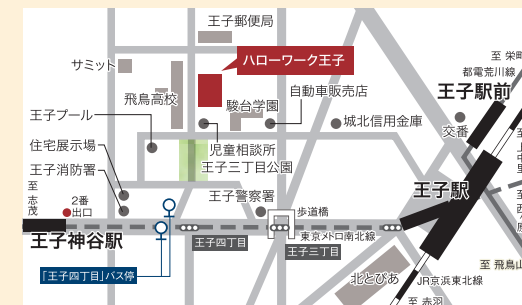 王子郵便局
ハローワーク王子
サミット
飛鳥高校
駿台学園
自動車販売店
王子プール
児童相談所
王子三丁目公園
城北信用金庫
住宅展示場
王子消防署
至志茂
2番
出口
王子神谷駅
王子警察署
歩道橋
王子四丁目
王子三丁目
東京メトロ南北線
「王子四丁目」バス停
北とぴあ
至 栄町
都電荒川線
王子駅前
交番
王子駅
JR京浜東北線
至 赤羽
至 飛鳥山
至上中里